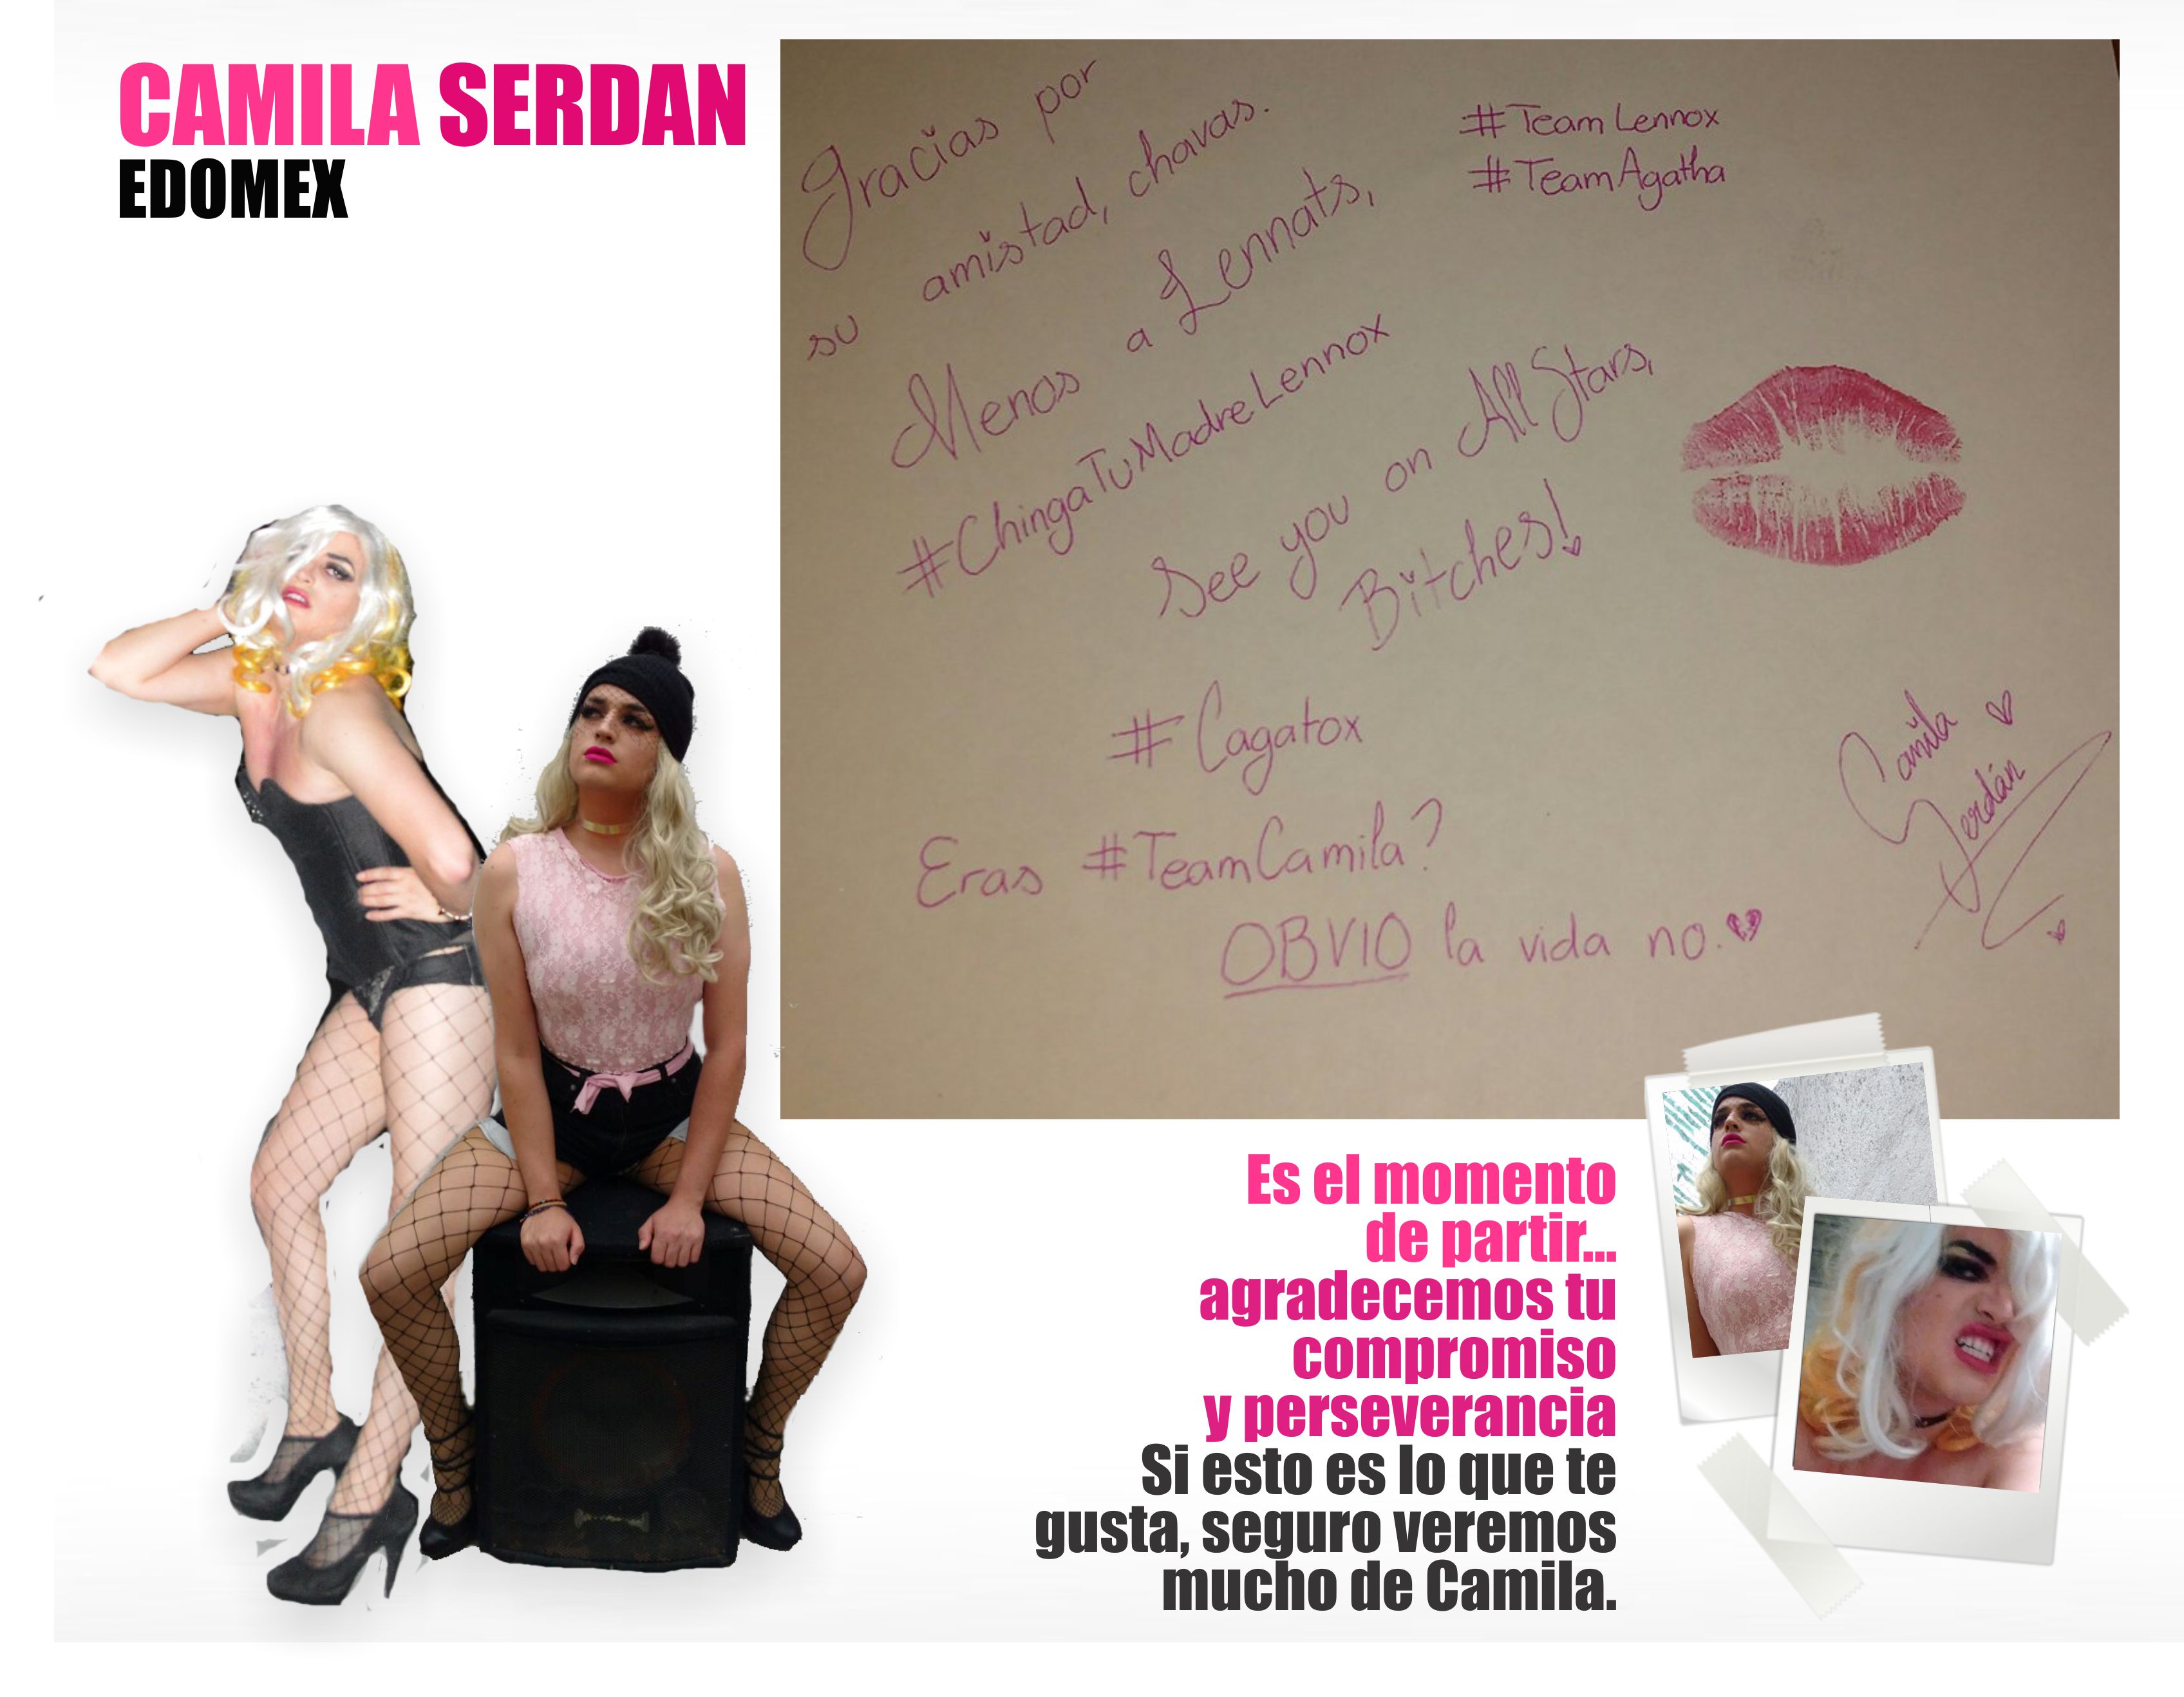 CAMILA SERDAN
EDOMEX
Gracias por
su amistad, chavas.
Menos a Lennats,
#ChingaTuMadreLennox
See you on All Stars,
Bitches!
#TeamLennox
#TeamAgatha
#Cagatox
Eras #TeamCamila?
OBVIO la vida no.
Camila
Serdán
Es el momento
de partir...
agradecemos tu
compromiso
y perseverancia
Si esto es lo que te
gusta, seguro veremos
mucho de Camila.